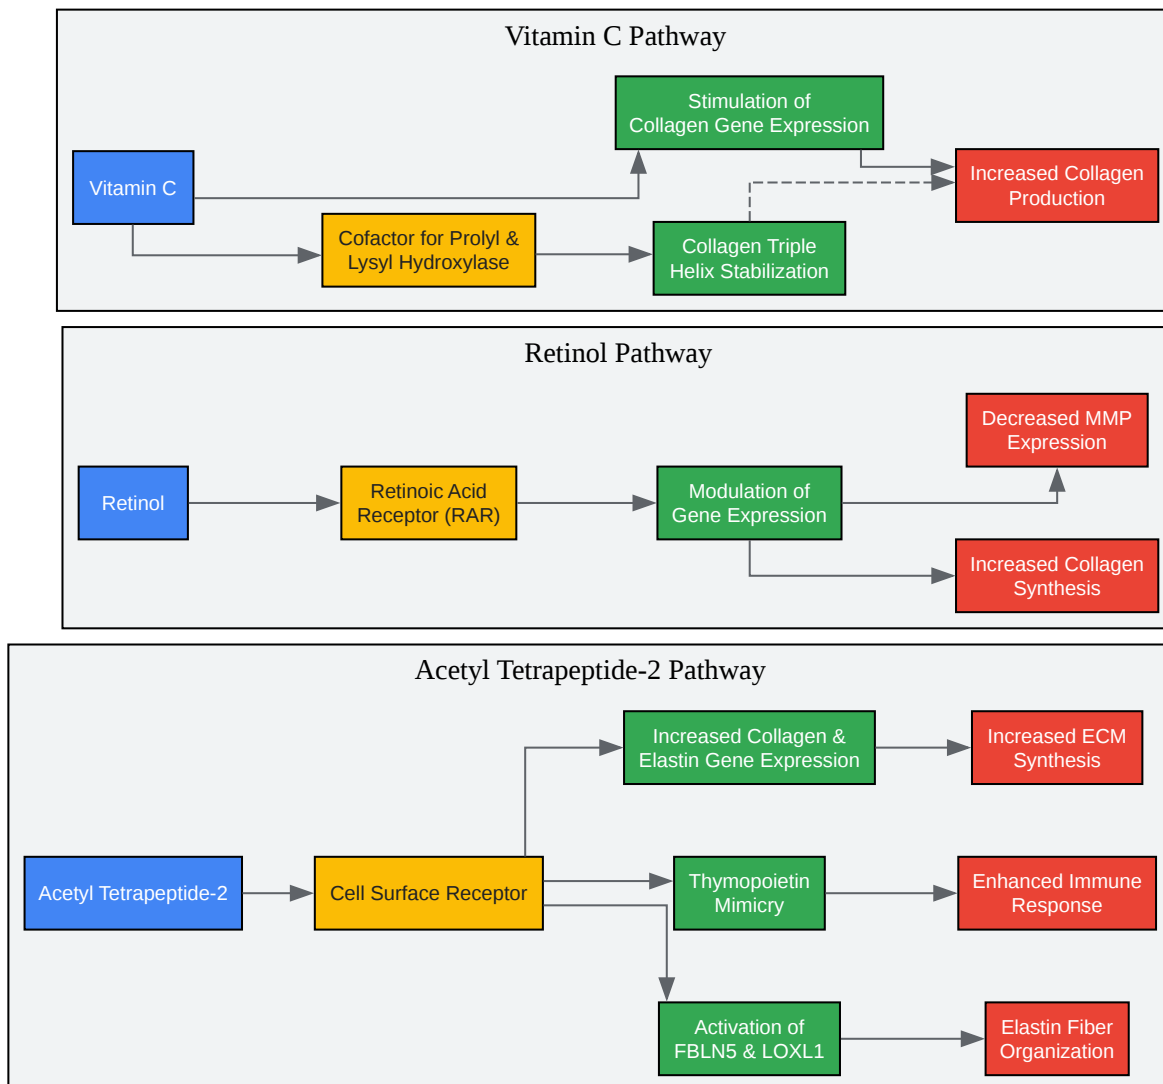 Vitamin C Pathway
Stimulation of
Collagen Gene Expression
Vitamin C
Increased Collagen
Production
Cofactor for Prolyl &
Lysyl Hydroxylase
Collagen Triple
Helix Stabilization
Retinol Pathway
Decreased MMP
Expression
Retinol
Retinoic Acid
Receptor (RAR)
Modulation of
Gene Expression
Increased Collagen
Synthesis
Acetyl Tetrapeptide-2 Pathway
Increased Collagen &
Elastin Gene Expression
Increased ECM
Synthesis
Acetyl Tetrapeptide-2
Cell Surface Receptor
Thymopoietin
Mimicry
Enhanced Immune
Response
Activation of
FBLN5 & LOXL1
Elastin Fiber
Organization